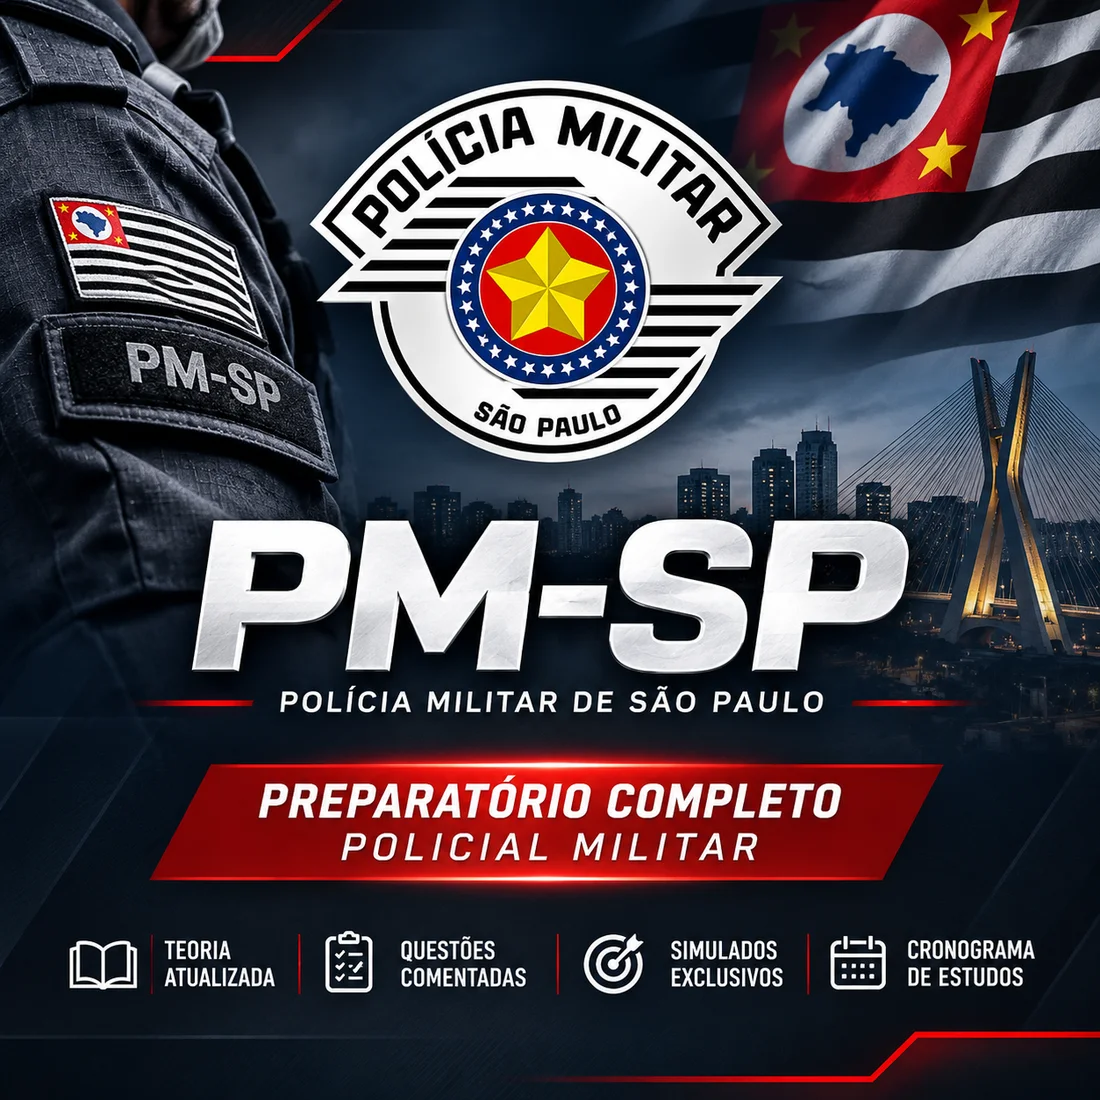 POLÍCIA MILITAR
SÃO PAULO
PM-SP
PM-SP
POLÍCIA MILITAR DE SÃO PAULO
PREPARATÓRIO COMPLETO
POLICIAL MILITAR
TEORIA
ATUALIZADA
QUESTÕES
COMENTADAS
SIMULADOS
EXCLUSIVOS
CRONOGRAMA
DE ESTUDOS